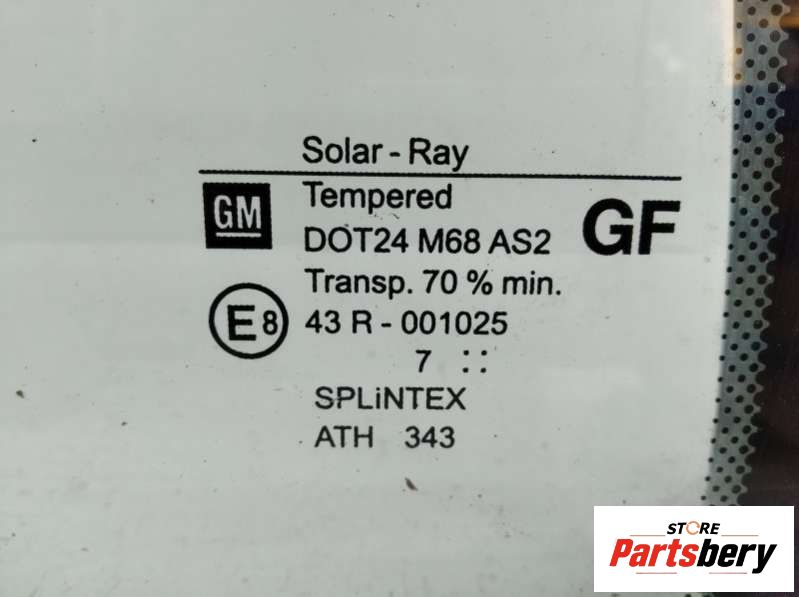 Solar - Ray
GM
Tempered
DOT24 M68 AS2
GF
Transp. 70 % min.
E8
43 R - 001025
7 ::
SPLiNTEX
ATH 343
STORE
Partsbery